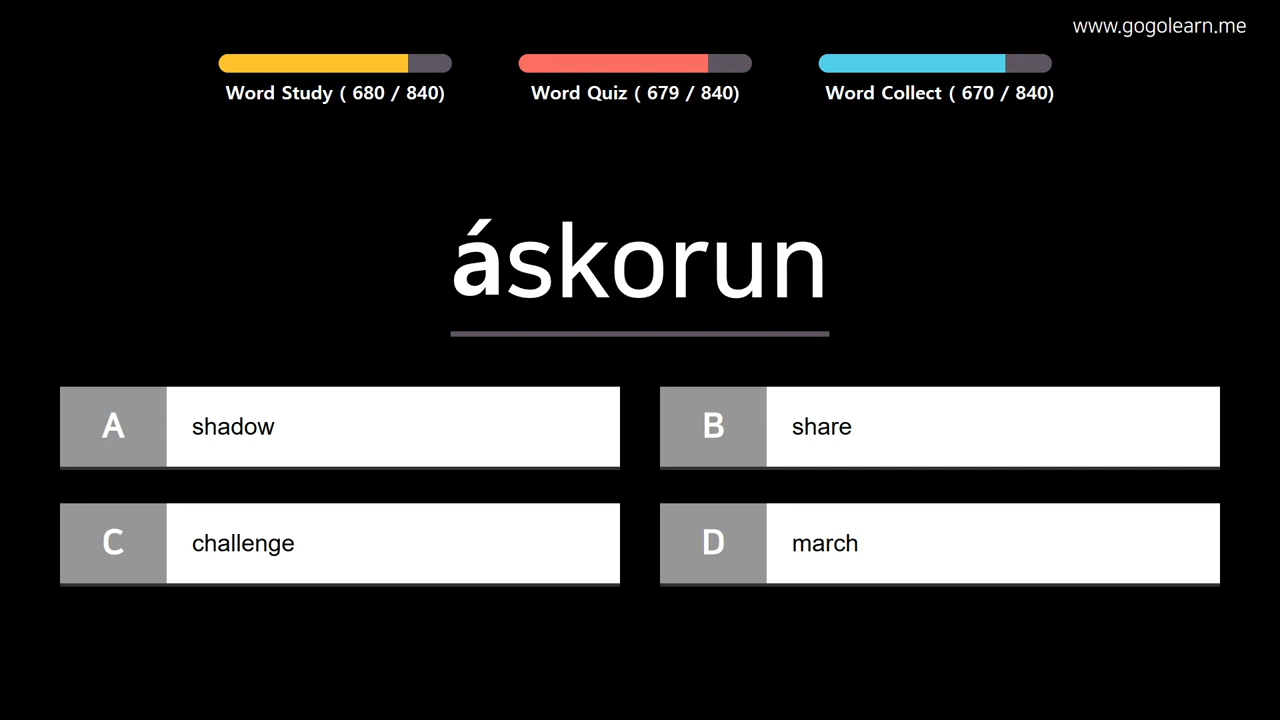 www.gogolearn.me
Word Study ( 680 / 840)
Word Quiz ( 679 / 840)
Word Collect ( 670 / 840)
áskorun
A shadow
B share
C challenge
D march